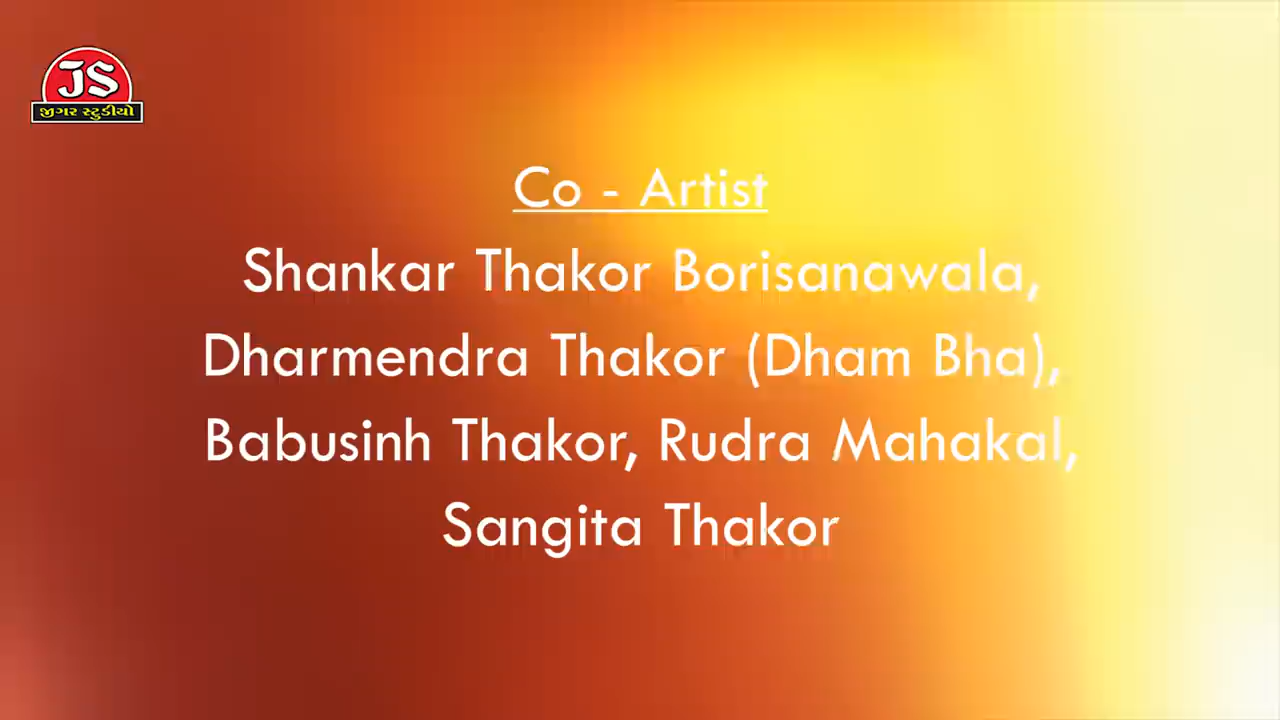 JS
જીગર સ્ટુડીયો
Co - Artist
Shankar Thakor Borisanawala,
Dharmendra Thakor (Dham Bha),
Babusinh Thakor, Rudra Mahakal,
Sangita Thakor